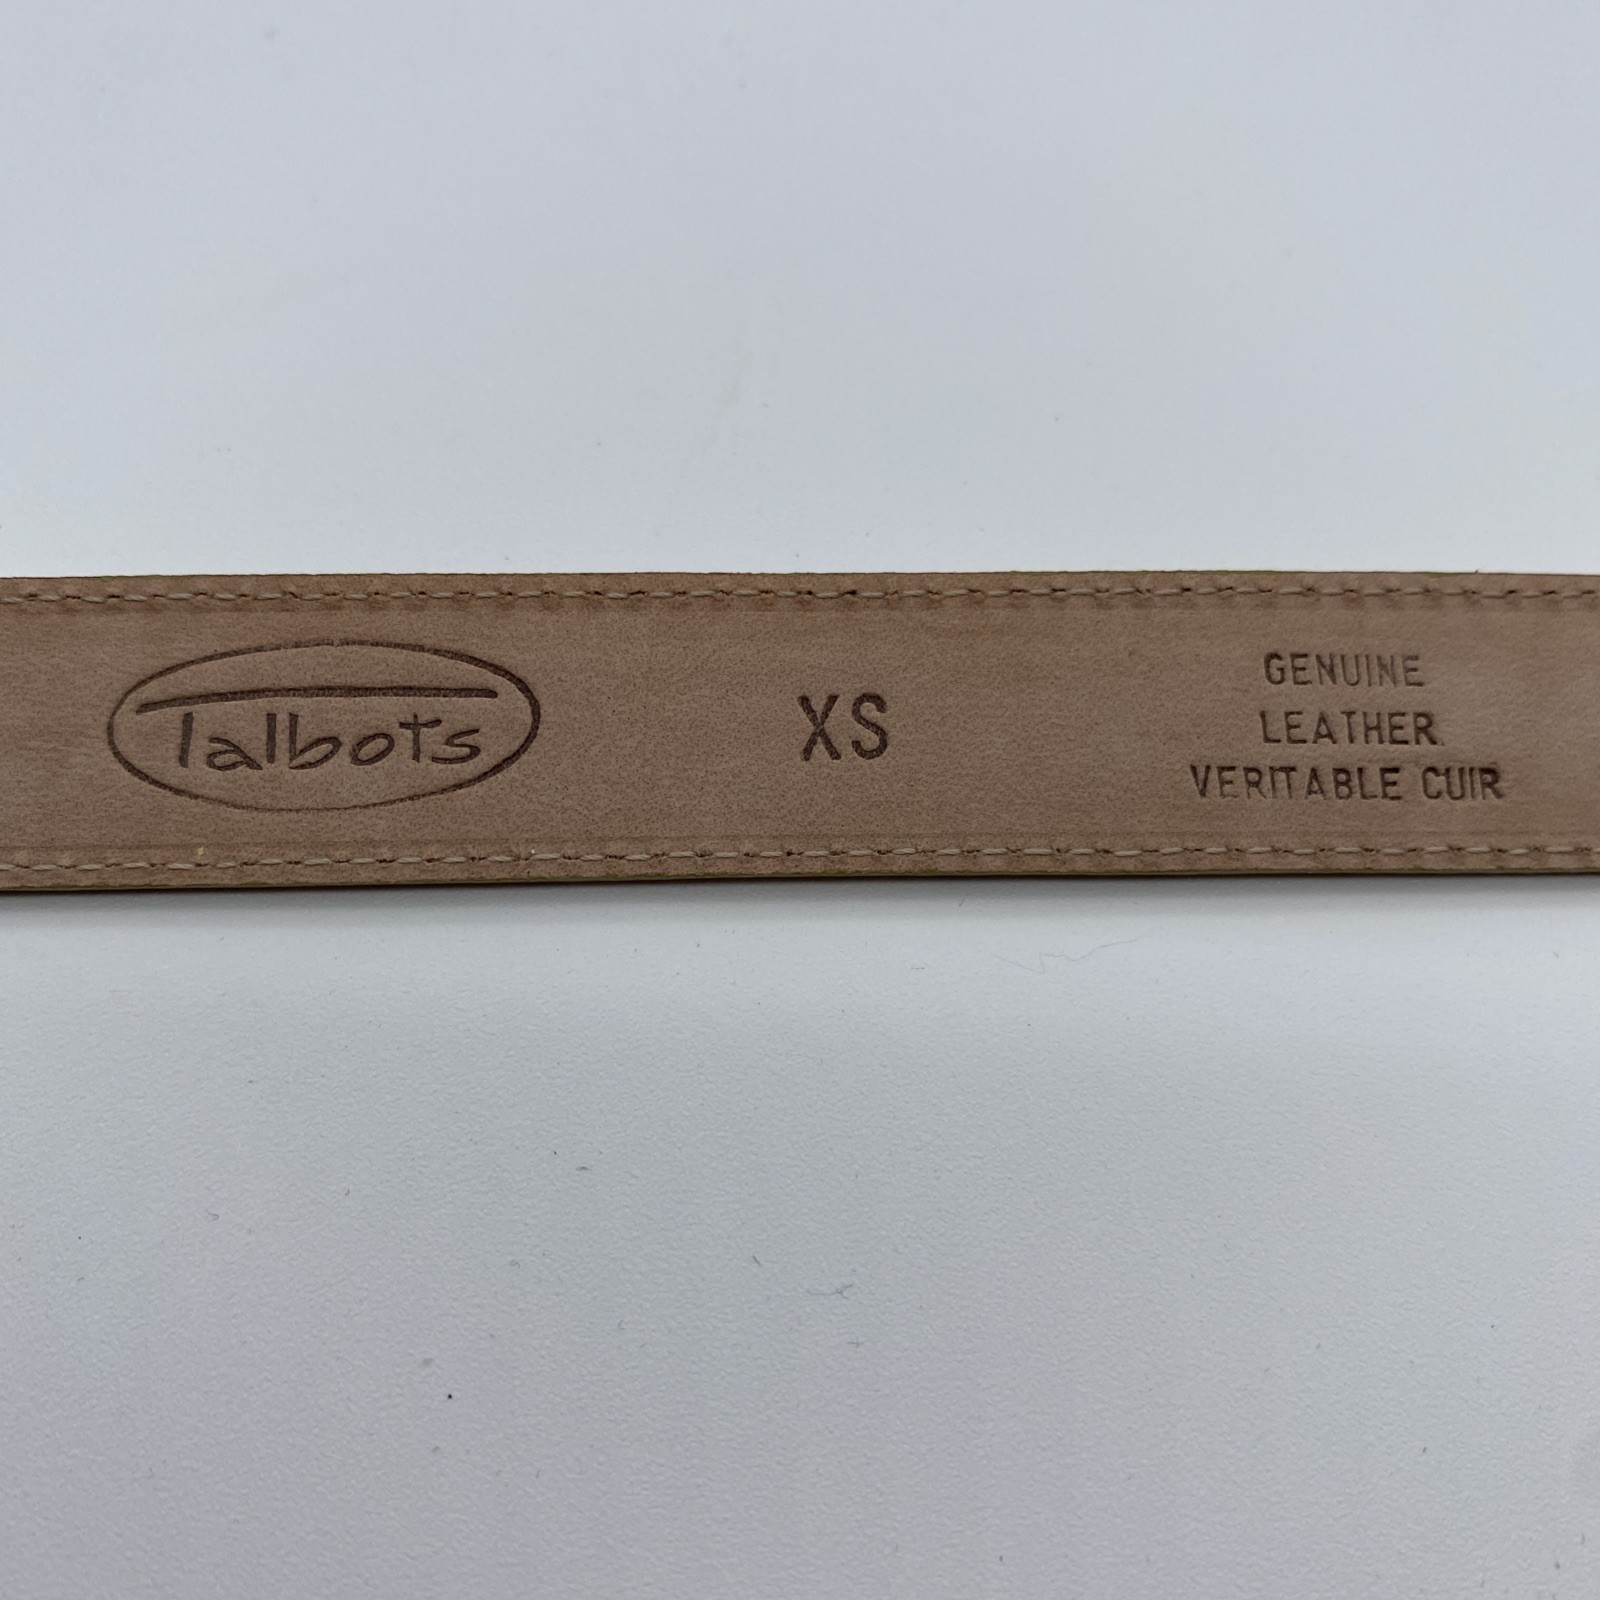 Talbots
XS
GENUINE
LEATHER
VERITABLE CUIR